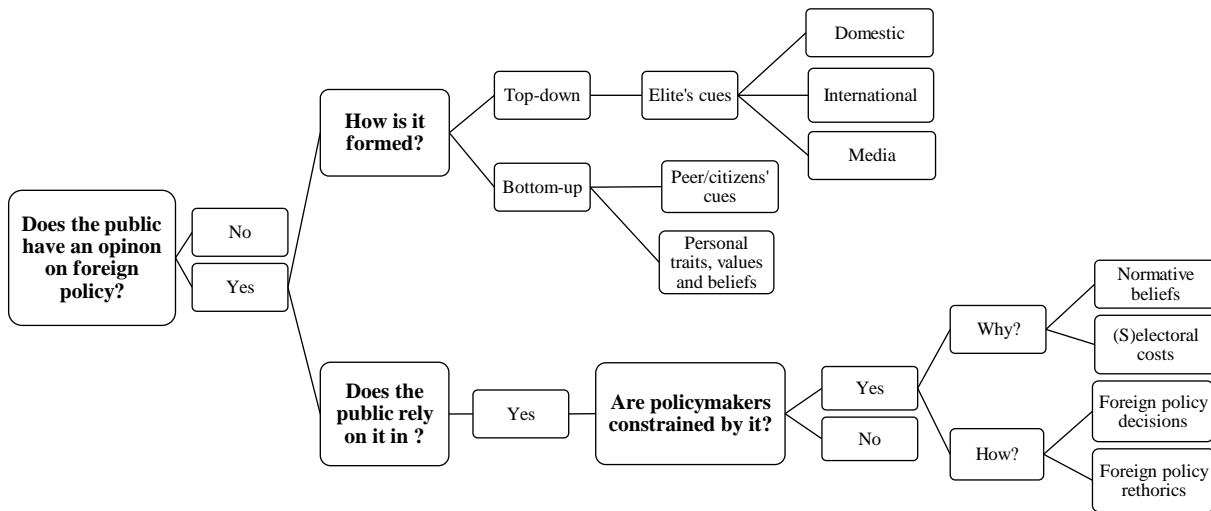 Does the public
have an opinon
on foreign
policy?
No
Yes
How is it
formed?
Top-down
Elite's cues
Domestic
International
Media
Bottom-up
Peer/citizens'
cues
Personal
traits, values
and beliefs
Does the
public rely
on it in ?
Yes
Are policymakers
constrained by it?
Yes
No
Why?
Normative
beliefs
(S)electoral
costs
How?
Foreign policy
decisions
Foreign policy
rethorics